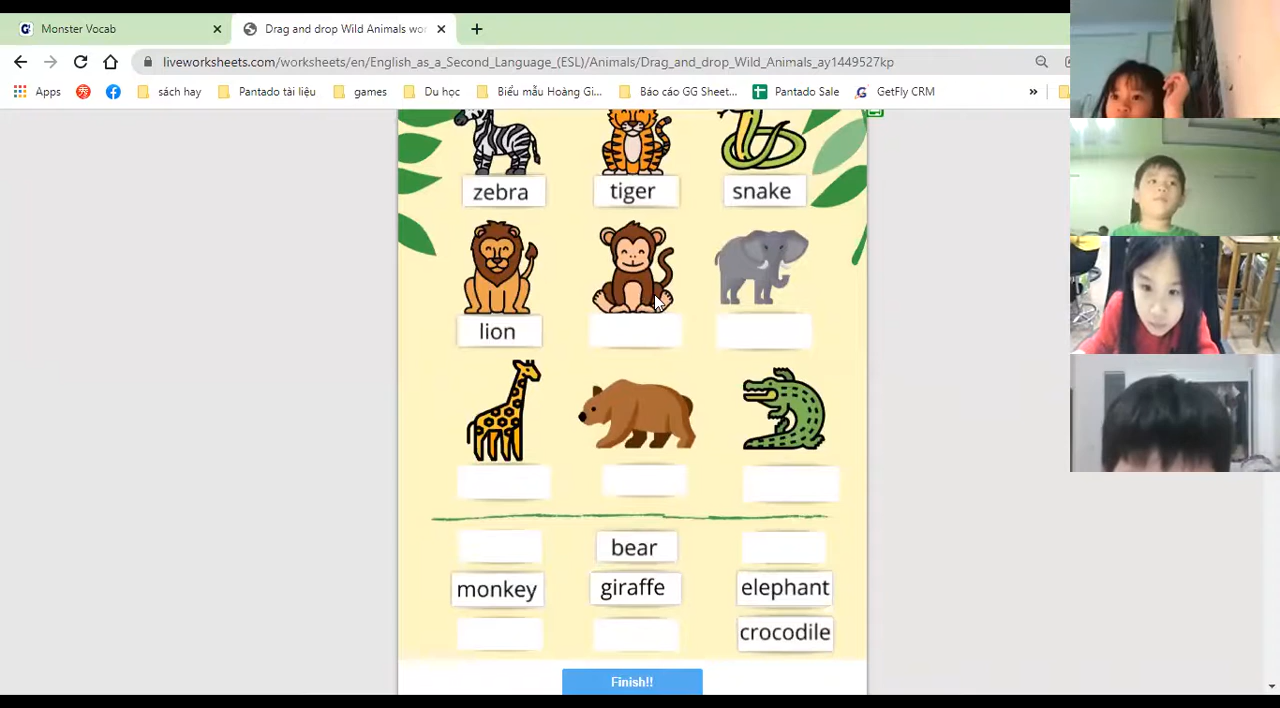 Monster Vocab
Drag and drop Wild Animals wor
liveworksheets.com/worksheets/en/English_as_a_Second_Language_(ESL)/Animals/Drag_and_drop_Wild_Animals_ay1449527kp
Apps sách hay Pantado tài liệu games Du học Biểu mẫu Hoàng Gi... Báo cáo GG Sheet... Pantado Sale GetFly CRM »
zebra tiger snake
lion
bear
monkey giraffe elephant
crocodile
Finish!!